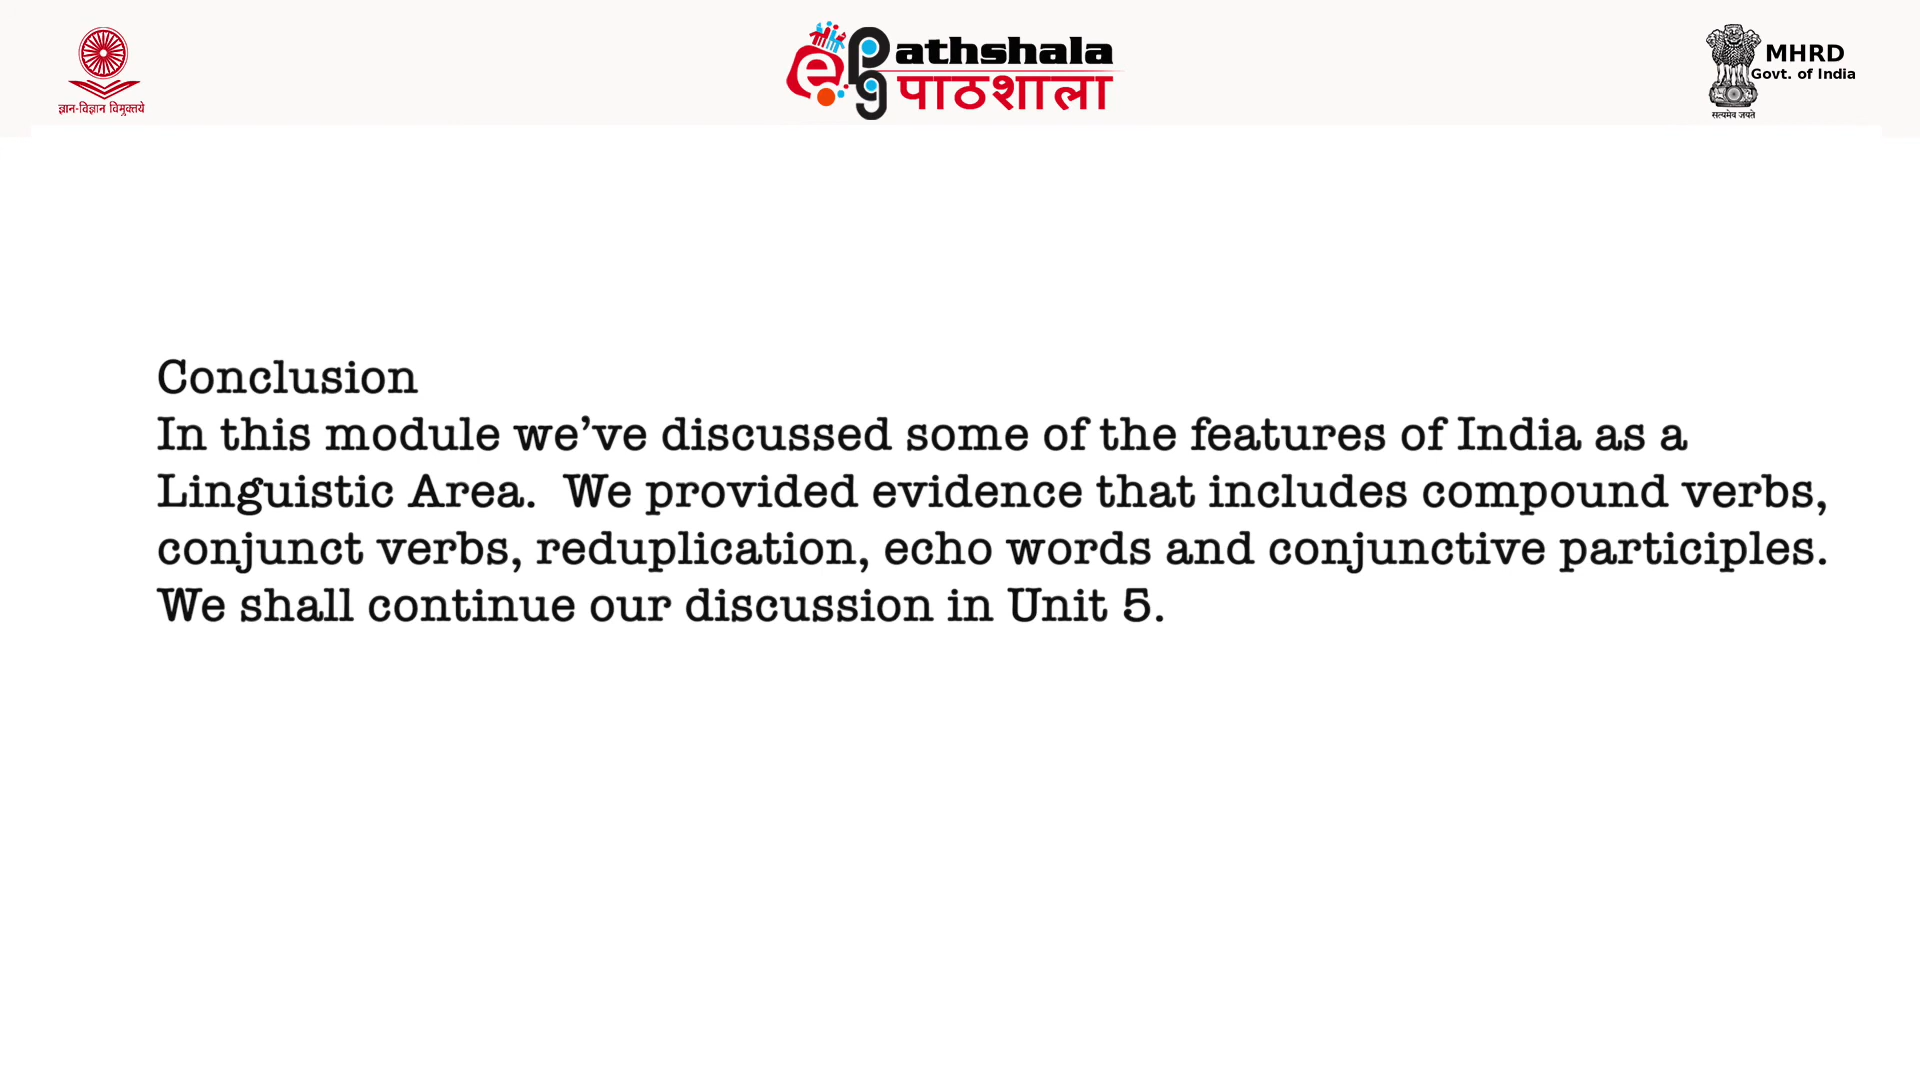 ज्ञान-विज्ञान विमुक्तये
e Pg athshala
पाठशाला
MHRD
Govt. of India
सत्यमेव जयते
Conclusion
In this module we’ve discussed some of the features of India as a
Linguistic Area.  We provided evidence that includes compound verbs,
conjunct verbs, reduplication, echo words and conjunctive participles.
We shall continue our discussion in Unit 5.